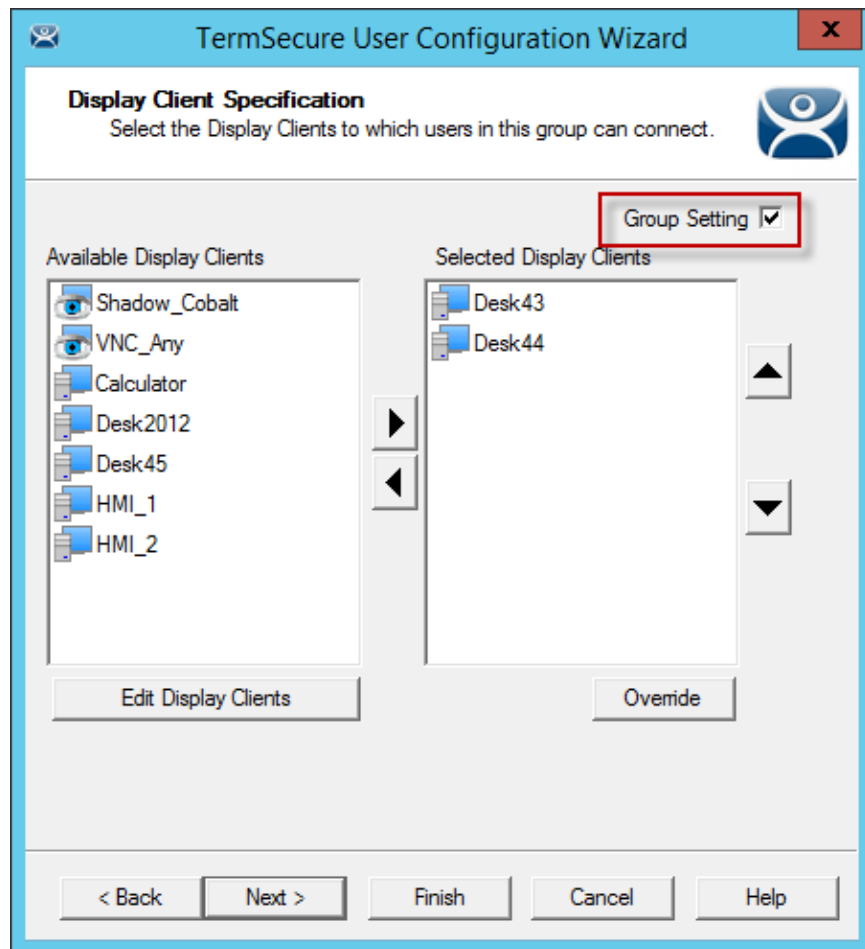 TermSecure User Configuration Wizard
x
Display Client Specification
Select the Display Clients to which users in this group can connect.
Group Setting
Available Display Clients
Selected Display Clients
Shadow_Cobalt
VNC_Any
Calculator
Desk2012
Desk45
HMI_1
HMI_2
Desk43
Desk44
Edit Display Clients
Override
< Back
Next >
Finish
Cancel
Help